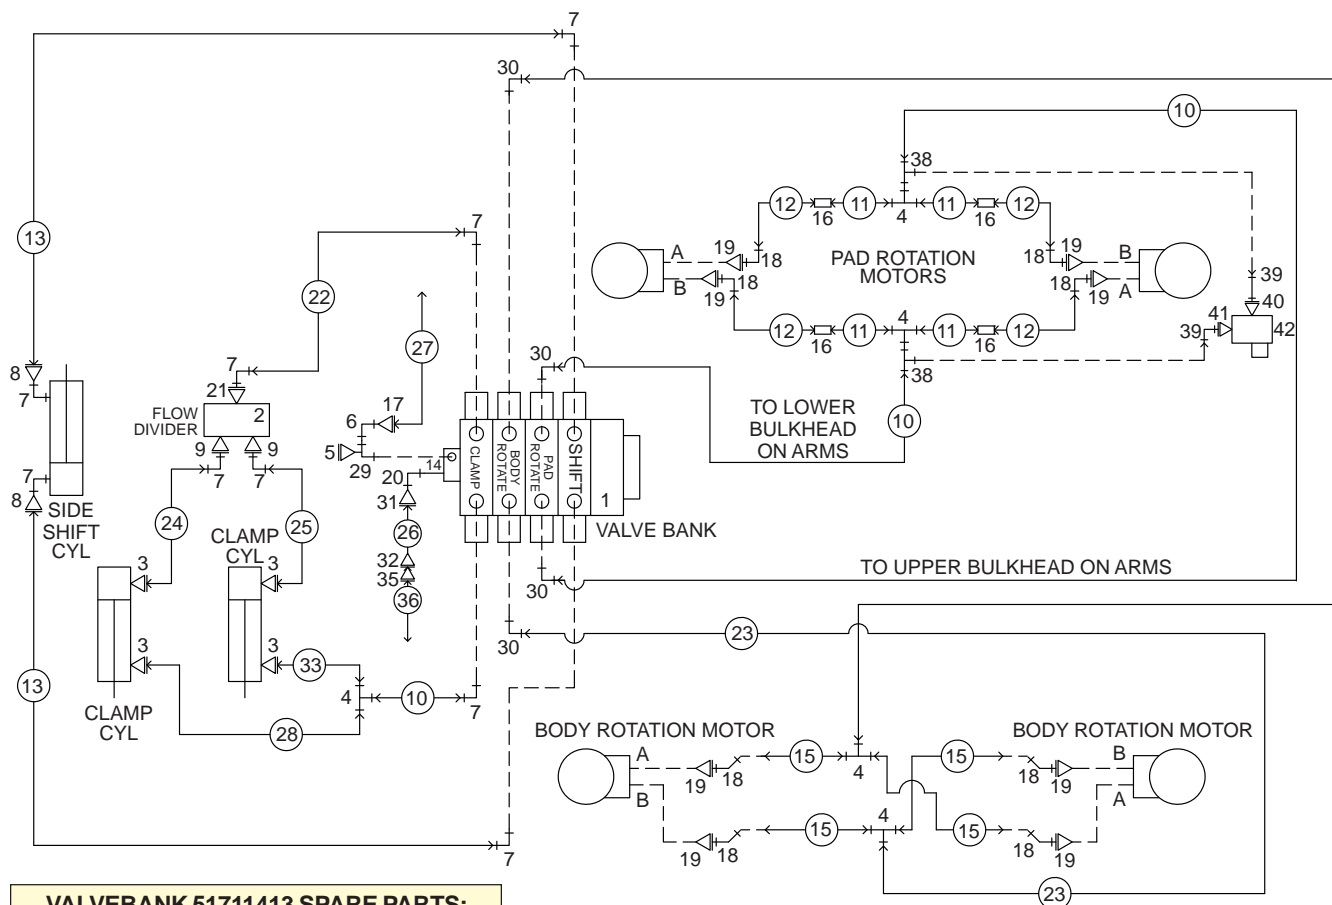 7
30
10
38
13
7
12
16
11
4
11
16
12
A
19
18
PAD ROTATION
MOTORS
18
19
B
B
19
18
18
19
A
39
22
40
41
42
39
27
12
16
11
4
11
16
12
38
8
7
7
21
FLOW
DIVIDER
2
9
9
7
7
6
17
5
29
14
20
31
30
TO LOWER
BULKHEAD
ON ARMS
10
CLAMP
BODY
ROTATE
PAD
ROTATE
SHIFT
1
VALVE BANK
7
8
SIDE
SHIFT
CYL
24
25
26
CLAMP
CYL
32
35
36
3
3
30
TO UPPER BULKHEAD ON ARMS
3
3
33
30
23
13
4
10
7
CLAMP
CYL
28
BODY ROTATION MOTOR
BODY ROTATION MOTOR
A
19
18
15
4
15
18
19
B
B
A
19
18
15
4
15
18
19
7
23
VALVEBANK 51711413 SPARE PARTS: